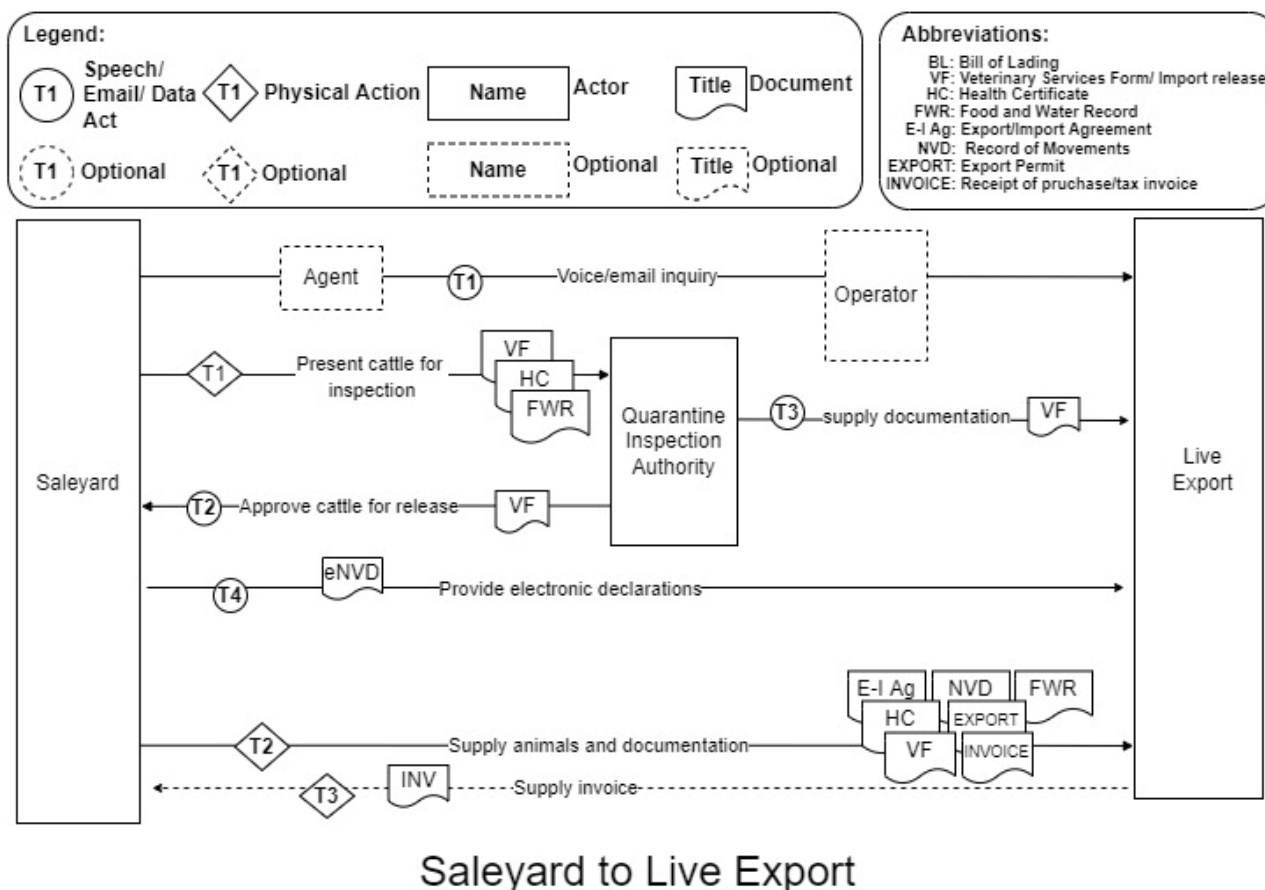 Legend:
T1
Speech/
Email/ Data
Act
T1
Physical Action
Name
Actor
Title
Document
T1
Optional
T1
Optional
Name
Optional
Title
Optional
Abbreviations:
BL: Bill of Lading
VF: Veterinary Services Form/ Import release
HC: Health Certificate
FWR: Food and Water Record
E-I Ag: Export/Import Agreement
NVD: Record of Movements
EXPORT: Export Permit
INVOICE: Receipt of pruchase/tax invoice
Saleyard
Agent
T1
Voice/email inquiry
Operator
Live
Export
T1
Present cattle for
inspection
VF
HC
FWR
Quarantine
Inspection
Authority
T3
supply documentation
VF
T2
Approve cattle for release
VF
T4
eNVD
Provide electronic declarations
T2
Supply animals and documentation
E-I Ag
NVD
FWR
HC
EXPORT
VF
INVOICE
T3
INV
Supply invoice
Saleyard to Live Export